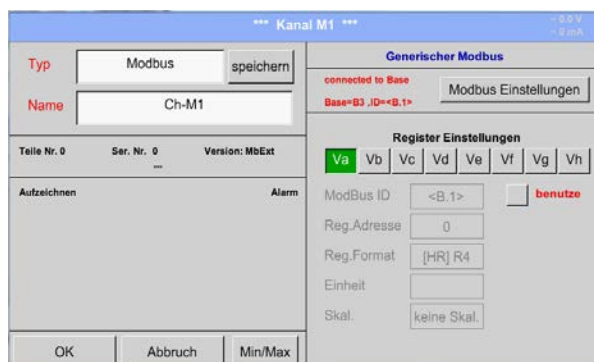 *** Kanal M1 ***
~ 0.0 V
~ 0 mA
Typ
Modbus
speichern
Name
Ch-M1
Teile Nr. 0
Ser. Nr. 0
Version: MbExt
...
Aufzeichnen
Alarm
OK
Abbruch
Min/Max
Generischer Modbus
connected to Base
Base=B3 ,ID=<B.1>
Modbus Einstellungen
Register Einstellungen
Va Vb Vc Vd Ve Vf Vg Vh
ModBus ID
<B.1>
benutze
Reg.Adresse
0
Reg.Format
[HR] R4
Einheit
Skal.
keine Skal.